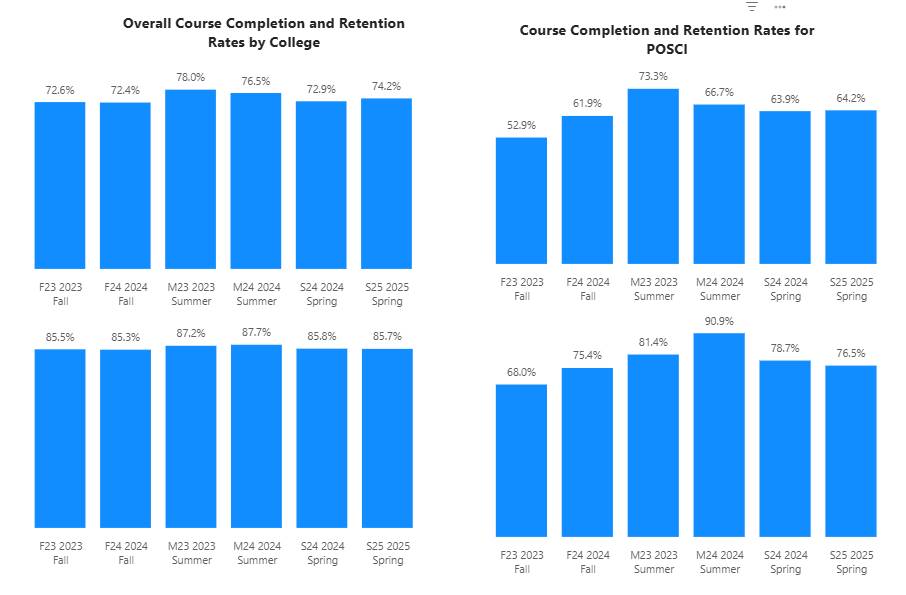 Overall Course Completion and Retention
Rates by College
72.6%
72.4%
78.0%
76.5%
72.9%
74.2%
F23 2023
Fall
F24 2024
Fall
M23 2023
Summer
M24 2024
Summer
S24 2024
Spring
S25 2025
Spring
85.5%
85.3%
87.2%
87.7%
85.8%
85.7%
F23 2023
Fall
F24 2024
Fall
M23 2023
Summer
M24 2024
Summer
S24 2024
Spring
S25 2025
Spring
Course Completion and Retention Rates for
POSCI
52.9%
61.9%
73.3%
66.7%
63.9%
64.2%
F23 2023
Fall
F24 2024
Fall
M23 2023
Summer
M24 2024
Summer
S24 2024
Spring
S25 2025
Spring
68.0%
75.4%
81.4%
90.9%
78.7%
76.5%
F23 2023
Fall
F24 2024
Fall
M23 2023
Summer
M24 2024
Summer
S24 2024
Spring
S25 2025
Spring